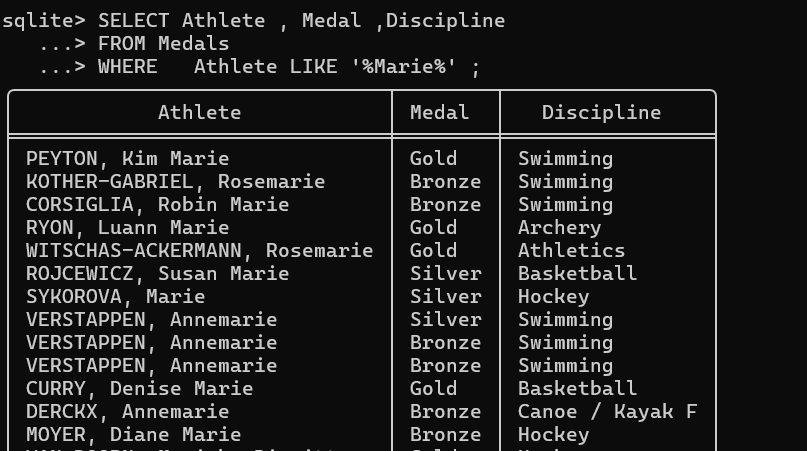 sqlite> SELECT Athlete , Medal ,Discipline
...> FROM Medals
...> WHERE   Athlete LIKE '%Marie%' ;
Athlete Medal Discipline
PEYTON, Kim Marie Gold Swimming
KOTHER-GABRIEL, Rosemarie Bronze Swimming
CORSIGLIA, Robin Marie Bronze Swimming
RYON, Luann Marie Gold Archery
WITSCHAS-ACKERMANN, Rosemarie Gold Athletics
ROJCEWICZ, Susan Marie Silver Basketball
SYKOROVA, Marie Silver Hockey
VERSTAPPEN, Annemarie Silver Swimming
VERSTAPPEN, Annemarie Bronze Swimming
VERSTAPPEN, Annemarie Bronze Swimming
CURRY, Denise Marie Gold Basketball
DERCKX, Annemarie Bronze Canoe / Kayak F
MOYER, Diane Marie Bronze Hockey